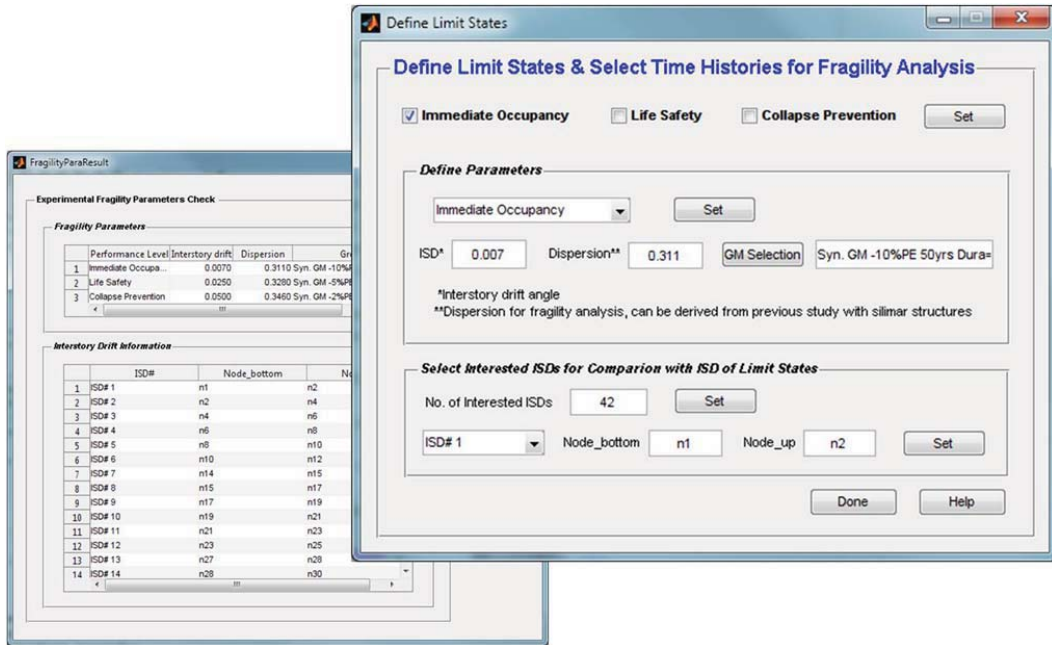 Define Limit States
Define Limit States & Select Time Histories for Fragility Analysis
Immediate Occupancy Life Safety Collapse Prevention Set
Define Parameters
Immediate Occupancy Set
ISD* 0.007 Dispersion** 0.311 GM Selection Syn. GM -10%PE 50yrs Dura=
*Interstory drift angle
**Dispersion for fragility analysis, can be derived from previous study with silimar structures
Select Interested ISDs for Comparion with ISD of Limit States
No. of Interested ISDs 42 Set
ISD# 1 Node_bottom n1 Node_up n2 Set
Done Help
FragilityParaResult
Experimental Fragility Parameters Check
Fragility Parameters
Performance Level Interstory drift Dispersion Gr
1 Immediate Occupa... 0.0070 0.3110 Syn. GM -10%P
2 Life Safety 0.0250 0.3280 Syn. GM -5%PE
3 Collapse Prevention 0.0500 0.3460 Syn. GM -2%PE
Interstory Drift Information
ISD# Node_bottom No
1 ISD# 1 n1 n2
2 ISD# 2 n2 n4
3 ISD# 3 n4 n6
4 ISD# 4 n6 n8
5 ISD# 5 n8 n10
6 ISD# 6 n10 n12
7 ISD# 7 n14 n15
8 ISD# 8 n15 n17
9 ISD# 9 n17 n19
10 ISD# 10 n19 n21
11 ISD# 11 n21 n23
12 ISD# 12 n23 n25
13 ISD# 13 n27 n28
14 ISD# 14 n28 n30